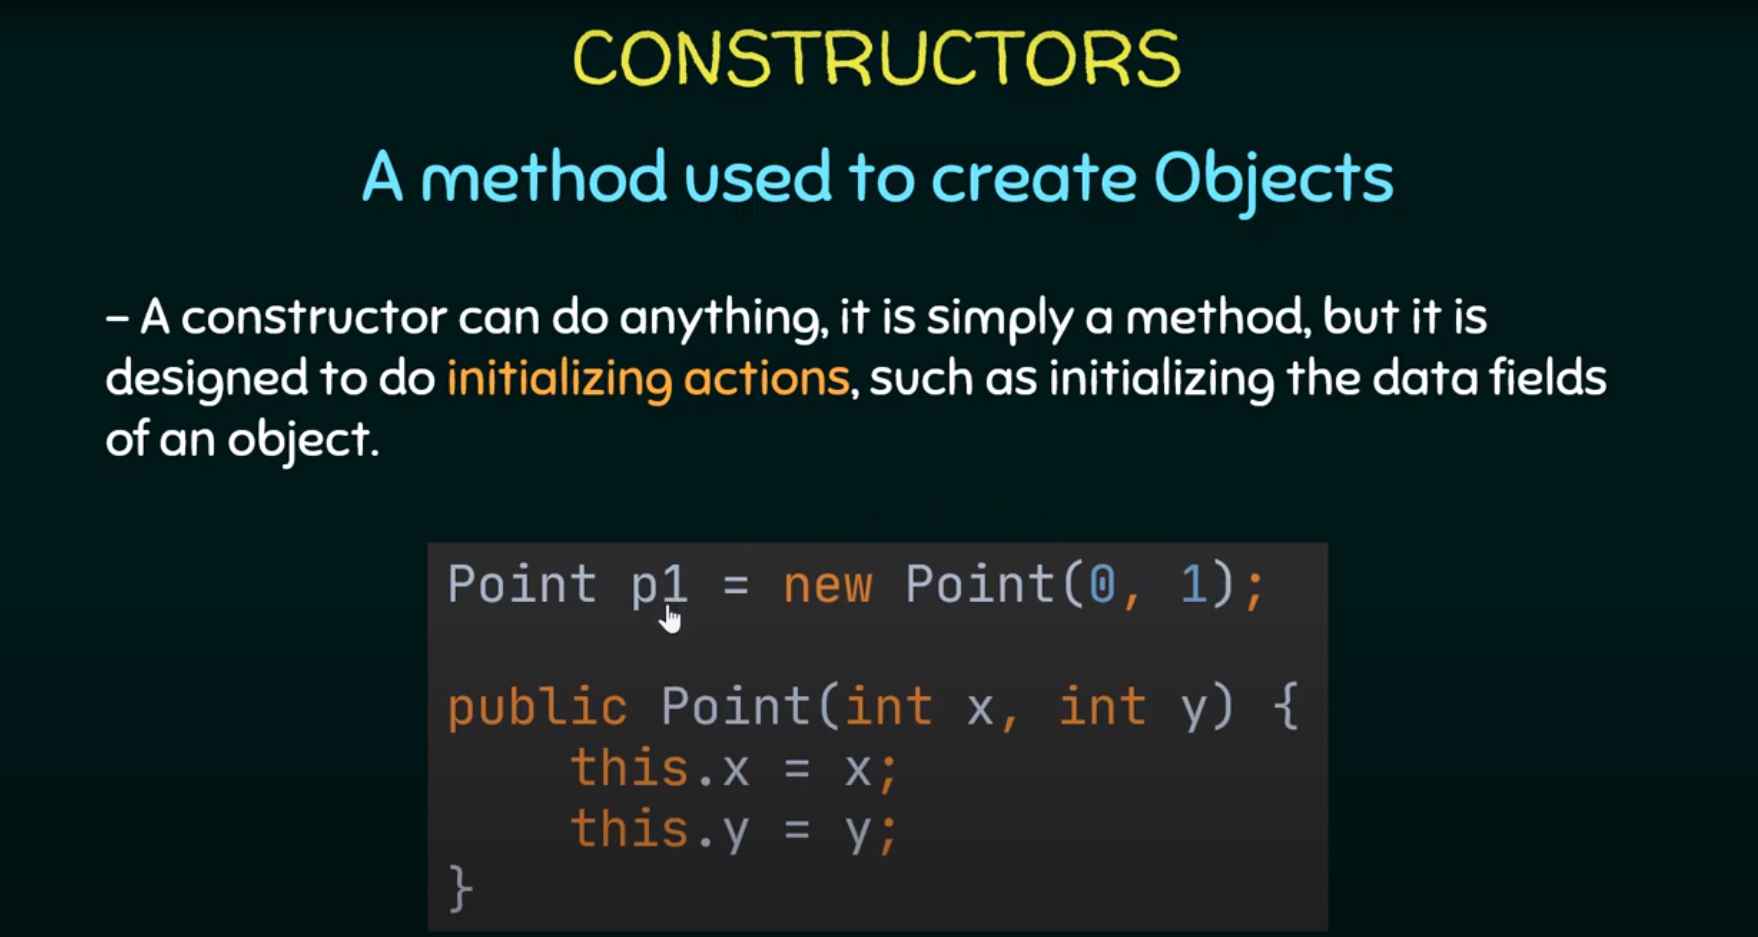 CONSTRUCTORS
A method used to create Objects
– A constructor can do anything, it is simply a method, but it is
designed to do initializing actions, such as initializing the data fields
of an object.
Point p1 = new Point(0, 1);
public Point(int x, int y) {
    this.x = x;
    this.y = y;
}